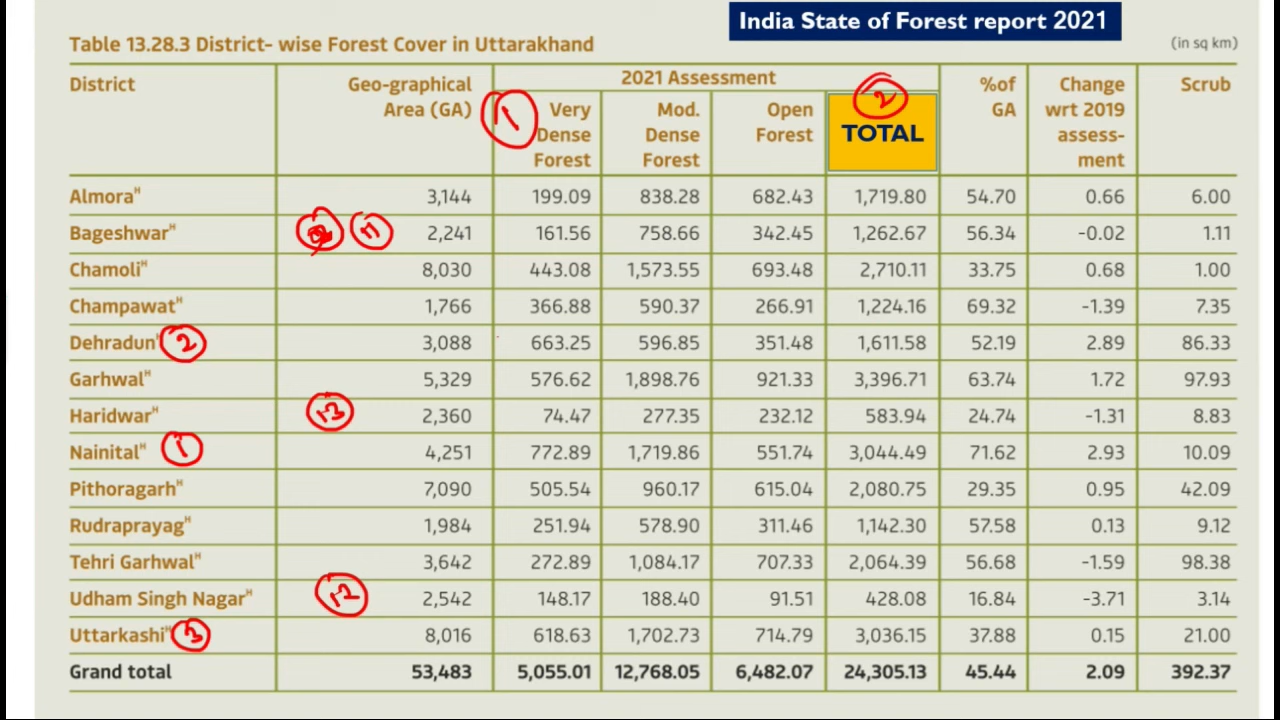 India State of Forest report 2021
Table 13.28.3 District- wise Forest Cover in Uttarakhand (in sq km)
District Geo-graphical Area (GA) 2021 Assessment %of GA Change wrt 2019 assess-ment Scrub
1 Very Dense Forest Mod. Dense Forest Open Forest 2 TOTAL
Almora H 3,144 199.09 838.28 682.43 1,719.80 54.70 0.66 6.00
Bageshwar H 11 2,241 161.56 758.66 342.45 1,262.67 56.34 -0.02 1.11
Chamoli H 8,030 443.08 1,573.55 693.48 2,710.11 33.75 0.68 1.00
Champawat H 1,766 366.88 590.37 266.91 1,224.16 69.32 -1.39 7.35
Dehradun H 2 3,088 663.25 596.85 351.48 1,611.58 52.19 2.89 86.33
Garhwal H 5,329 576.62 1,898.76 921.33 3,396.71 63.74 1.72 97.93
Haridwar H 13 2,360 74.47 277.35 232.12 583.94 24.74 -1.31 8.83
Nainital H 1 4,251 772.89 1,719.86 551.74 3,044.49 71.62 2.93 10.09
Pithoragarh H 7,090 505.54 960.17 615.04 2,080.75 29.35 0.95 42.09
Rudraprayag H 1,984 251.94 578.90 311.46 1,142.30 57.58 0.13 9.12
Tehri Garhwal H 3,642 272.89 1,084.17 707.33 2,064.39 56.68 -1.59 98.38
Udham Singh Nagar H 12 2,542 148.17 188.40 91.51 428.08 16.84 -3.71 3.14
Uttarkashi H 3 8,016 618.63 1,702.73 714.79 3,036.15 37.88 0.15 21.00
Grand total 53,483 5,055.01 12,768.05 6,482.07 24,305.13 45.44 2.09 392.37